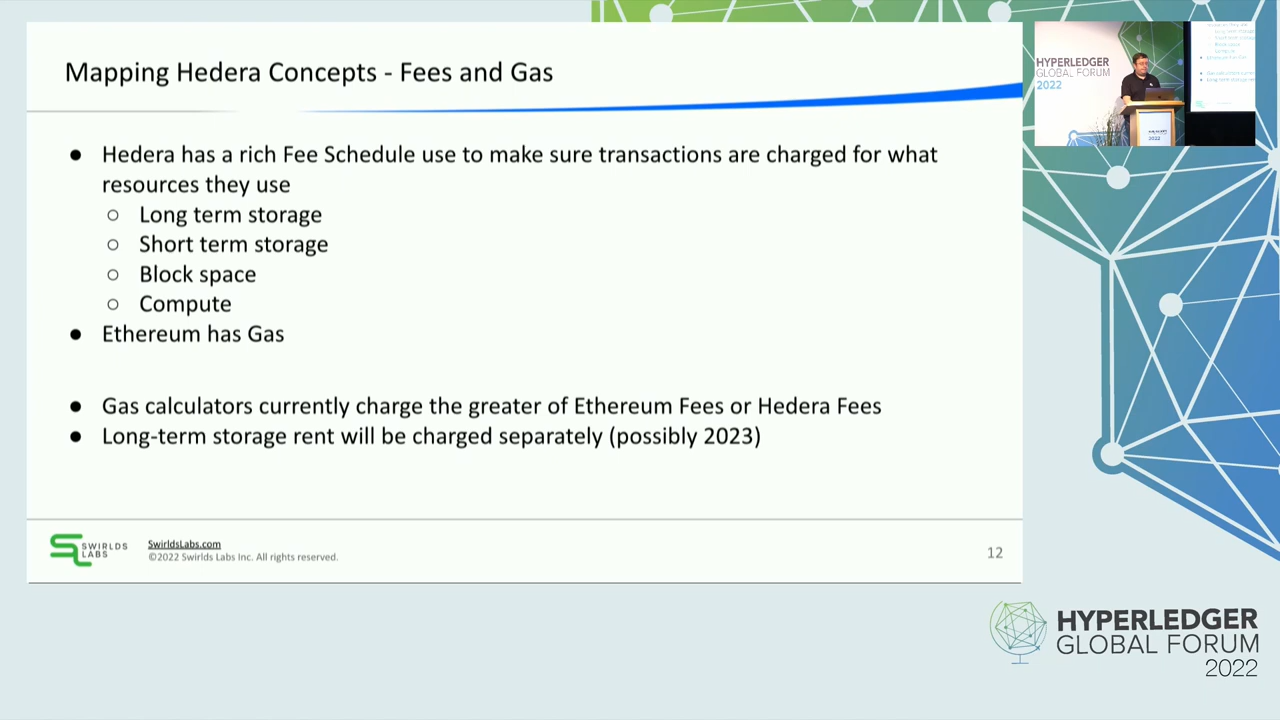 Mapping Hedera Concepts - Fees and Gas
● Hedera has a rich Fee Schedule use to make sure transactions are charged for what
resources they use
○ Long term storage
○ Short term storage
○ Block space
○ Compute
● Ethereum has Gas
● Gas calculators currently charge the greater of Ethereum Fees or Hedera Fees
● Long-term storage rent will be charged separately (possibly 2023)
SWIRLDS
LABS
SwirldsLabs.com
©2022 Swirlds Labs Inc. All rights reserved.
12
HYPERLEDGER
GLOBAL FORUM
2022
HYPERLEDGER
GLOBAL FORUM
2022